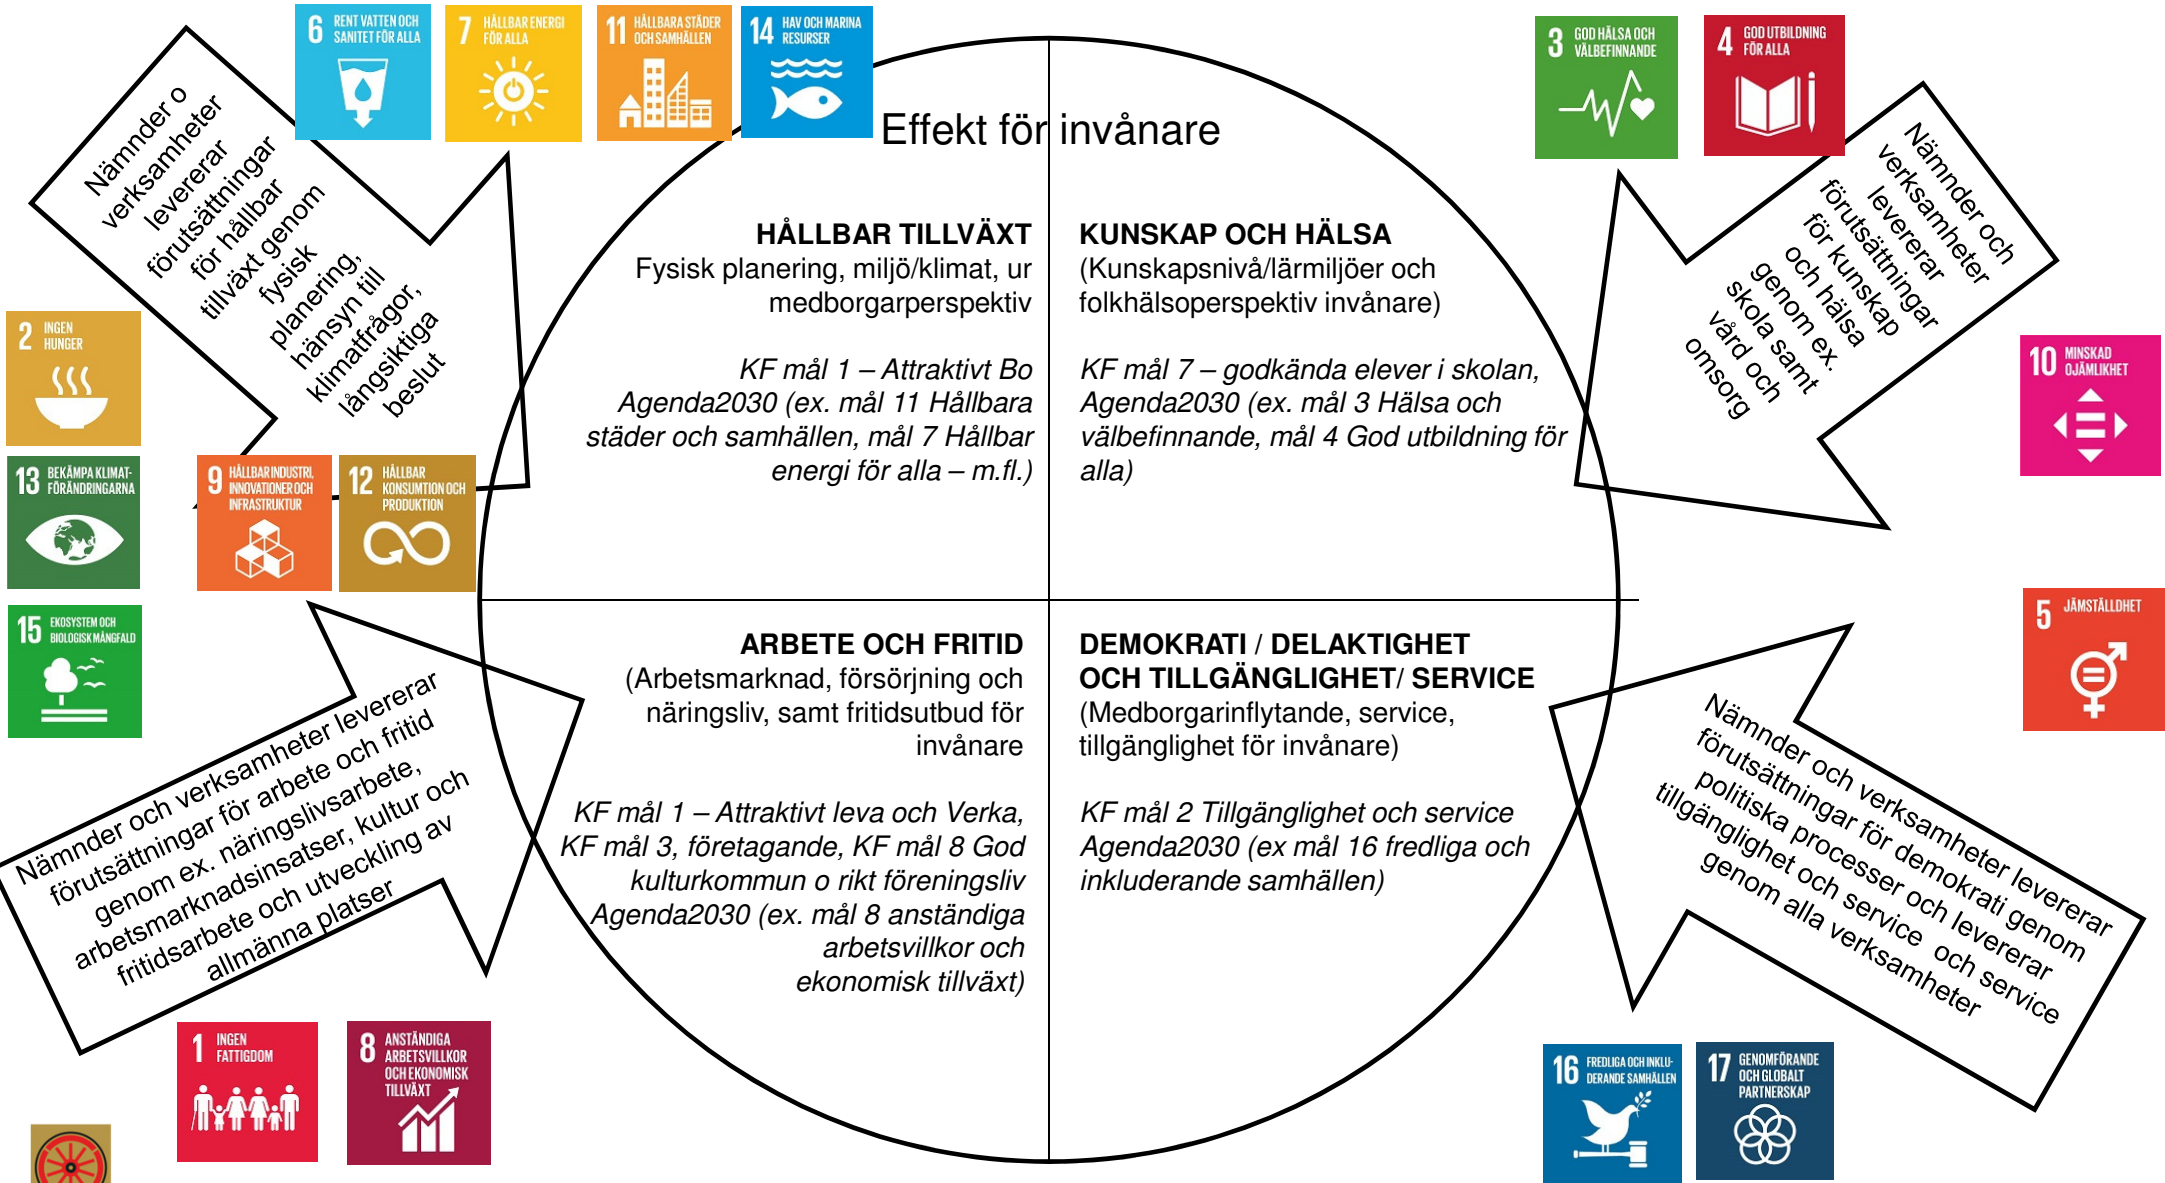 6 RENT VATTEN OCH
SANITET FÖR ALLA
7 HÅLLBAR ENERGI
FÖR ALLA
11 HÅLLBARA STÄDER
OCH SAMHÄLLEN
14 HAV OCH MARINA
RESURSER
3 GOD HÄLSA OCH
VÄLBEFINNANDE
4 GOD UTBILDNING
FÖR ALLA
Effekt för invånare
Nämnder o
verksamheter
levererar
förutsättningar
för hållbar
tillväxt genom
fysisk
planering,
hänsyn till
klimatfrågor,
långsiktiga
beslut
HÅLLBAR TILLVÄXT
Fysisk planering, miljö/klimat, ur
medborgarperspektiv
KF mål 1 – Attraktivt Bo
Agenda2030 (ex. mål 11 Hållbara
städer och samhällen, mål 7 Hållbar
energi för alla – m.fl.)
KUNSKAP OCH HÄLSA
(Kunskapsnivå/lärmiljöer och
folkhälsoperspektiv invånare)
KF mål 7 – godkända elever i skolan,
Agenda2030 (ex. mål 3 Hälsa och
välbefinnande, mål 4 God utbildning för
alla)
Nämnder och
verksamheter
levererar
förutsättningar
för kunskap
och hälsa
genom ex.
skola samt
vård och
omsorg
2 INGEN
HUNGER
13 BEKÄMPA KLIMAT-
FÖRÄNDRINGARNA
9 HÅLLBAR INDUSTRI,
INNOVATIONER OCH
INFRASTRUKTUR
12 HÅLLBAR
KONSUMTION OCH
PRODUKTION
15 EKOSYSTEM OCH
BIOLOGISK MÅNGFALD
10 MINSKAD
OJÄMLIKHET
5 JÄMSTÄLLDHET
Nämnder och verksamheter levererar
förutsättningar för arbete och fritid
genom ex. näringslivsarbete,
arbetsmarknadsinsatser, kultur och
fritidsarbete och utveckling av
allmänna platser
ARBETE OCH FRITID
(Arbetsmarknad, försörjning och
näringsliv, samt fritidsutbud för
invånare
KF mål 1 – Attraktivt leva och Verka,
KF mål 3, företagande, KF mål 8 God
kulturkommun o rikt föreningsliv
Agenda2030 (ex. mål 8 anständiga
arbetsvillkor och
ekonomisk tillväxt)
DEMOKRATI / DELAKTIGHET
OCH TILLGÄNGLIGHET/ SERVICE
(Medborgarinflytande, service,
tillgänglighet för invånare)
KF mål 2 Tillgänglighet och service
Agenda2030 (ex mål 16 fredliga och
inkluderande samhällen)
Nämnder och verksamheter levererar
förutsättningar för demokrati genom
politiska processer och levererar
tillgänglighet och service och service
genom alla verksamheter
1 INGEN
FATTIGDOM
8 ANSTÄNDIGA
ARBETSVILLKOR
OCH EKONOMISK
TILLVÄXT
16 FREDLIGA OCH INKLU-
DERANDE SAMHÄLLEN
17 GENOMFÖRANDE
OCH GLOBALT
PARTNERSKAP